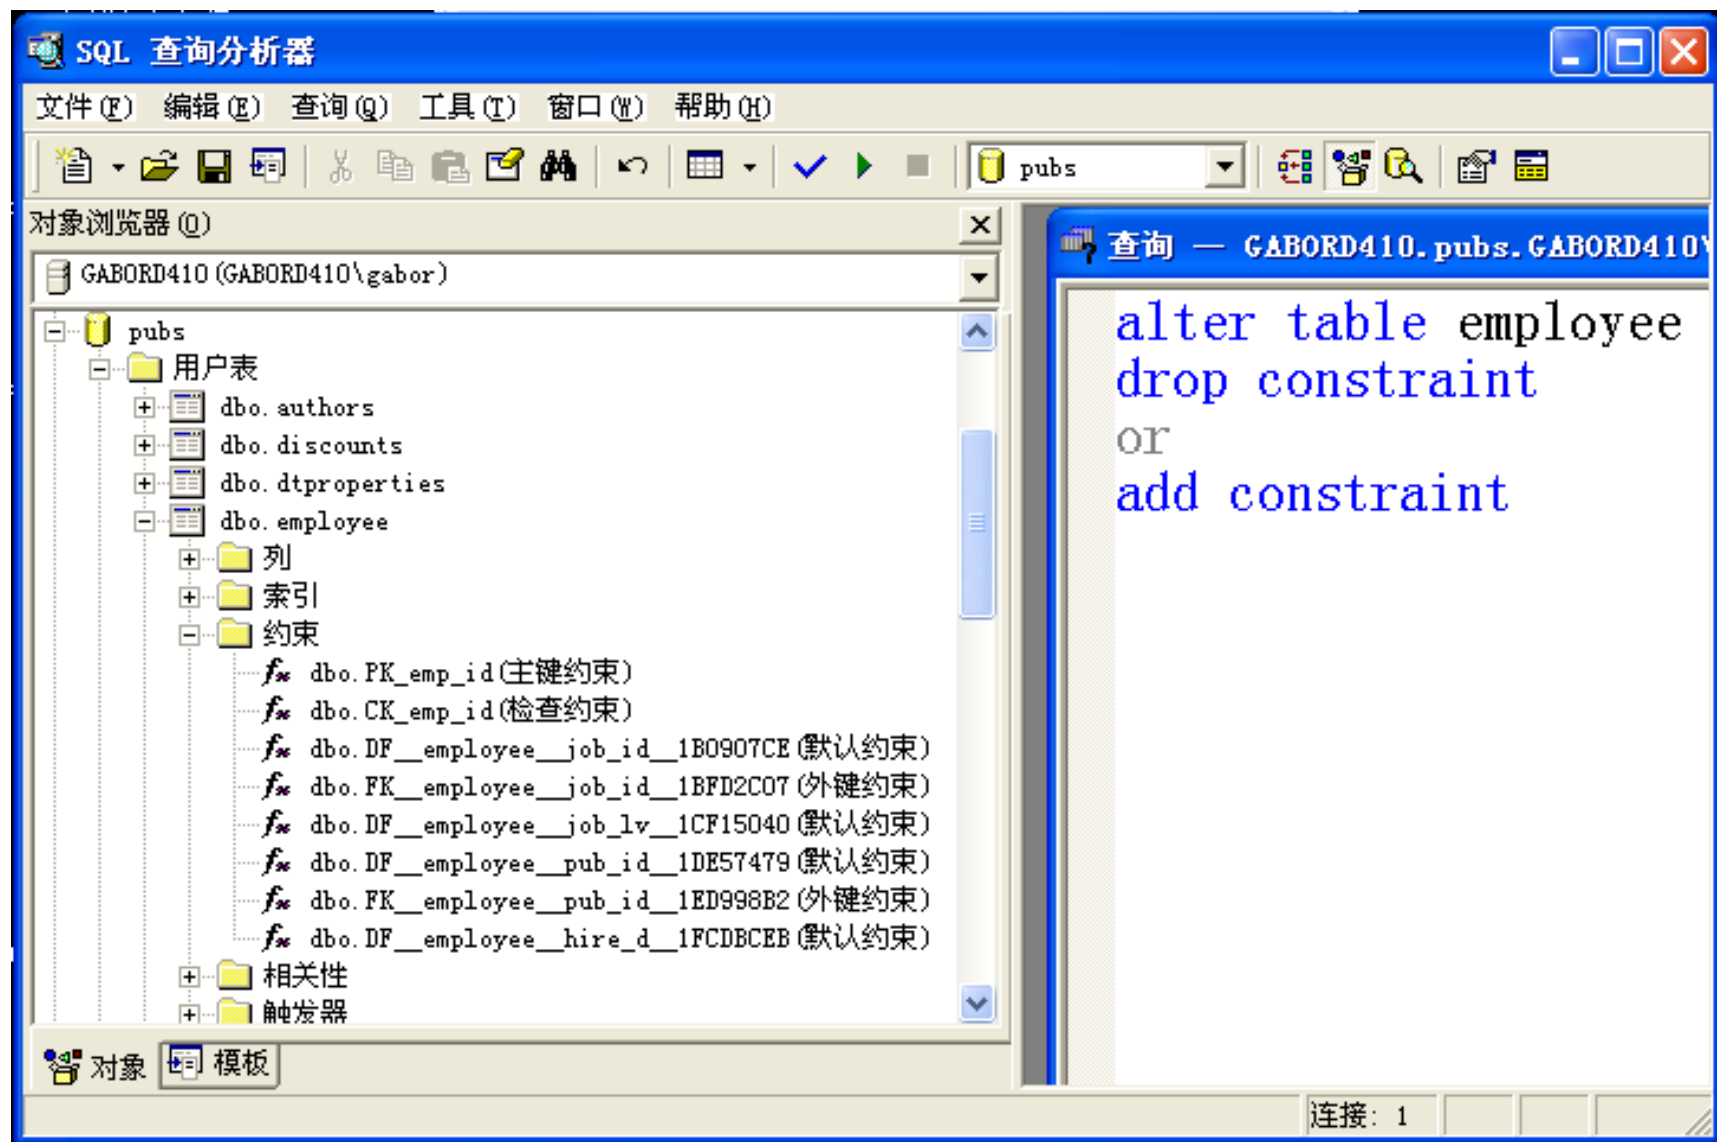 SQL 查询分析器
文件(F) 编辑(E) 查询(Q) 工具(T) 窗口(W) 帮助(H)
pubs
对象浏览器(O)
GABORD410(GABORD410\gabor)
pubs
用户表
dbo.authors
dbo.discounts
dbo.dtproperties
dbo.employee
列
索引
约束
dbo.PK_emp_id(主键约束)
dbo.CK_emp_id(检查约束)
dbo.DF__employee__job_id__1B0907CE(默认约束)
dbo.FK__employee__job_id__1BFD2C07(外键约束)
dbo.DF__employee__job_lv__1CF15040(默认约束)
dbo.DF__employee__pub_id__1DE57479(默认约束)
dbo.FK__employee__pub_id__1ED998B2(外键约束)
dbo.DF__employee__hire_d__1FCDBCEB(默认约束)
相关性
触发器
对象 模板
查询 — GABORD410.pubs.GABORD410\
alter table employee
drop constraint
or
add constraint
连接: 1